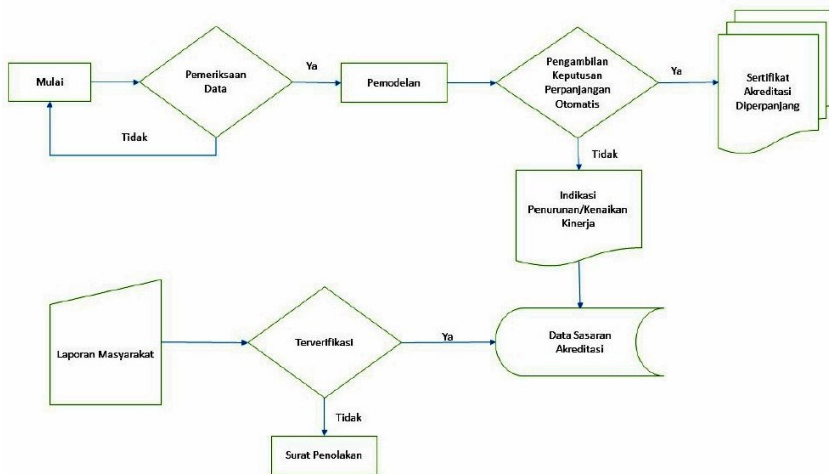 Mulai
Pemeriksaan
Data
Ya
Tidak
Pemodelan
Pengambilan
Keputusan
Perpanjangan
Otomatis
Ya
Tidak
Sertifikat
Akreditasi
Diperpanjang
Indikasi
Penurunan/Kenaikan
Kinerja
Laporan Masyarakat
Terverifikasi
Ya
Tidak
Data Sasaran
Akreditasi
Surat Penolakan